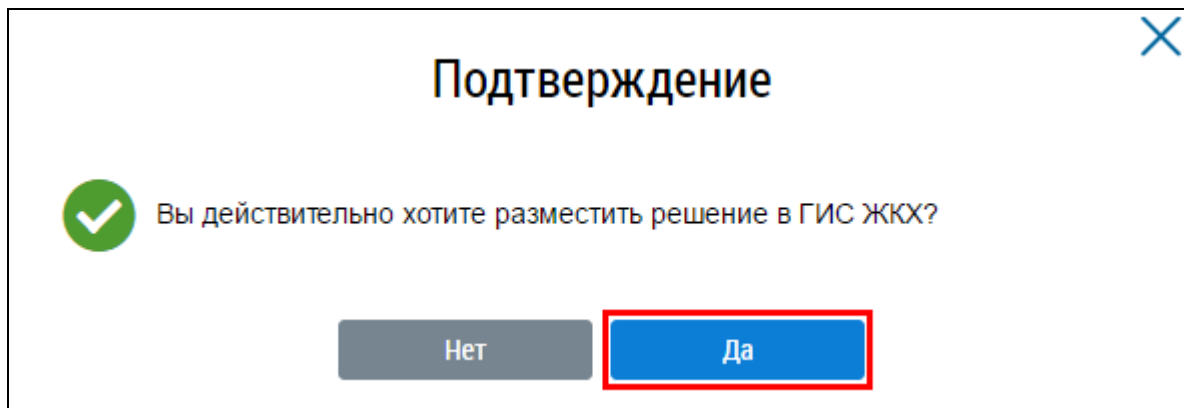 Подтверждение
Вы действительно хотите разместить решение в ГИС ЖКХ?
Нет
Да